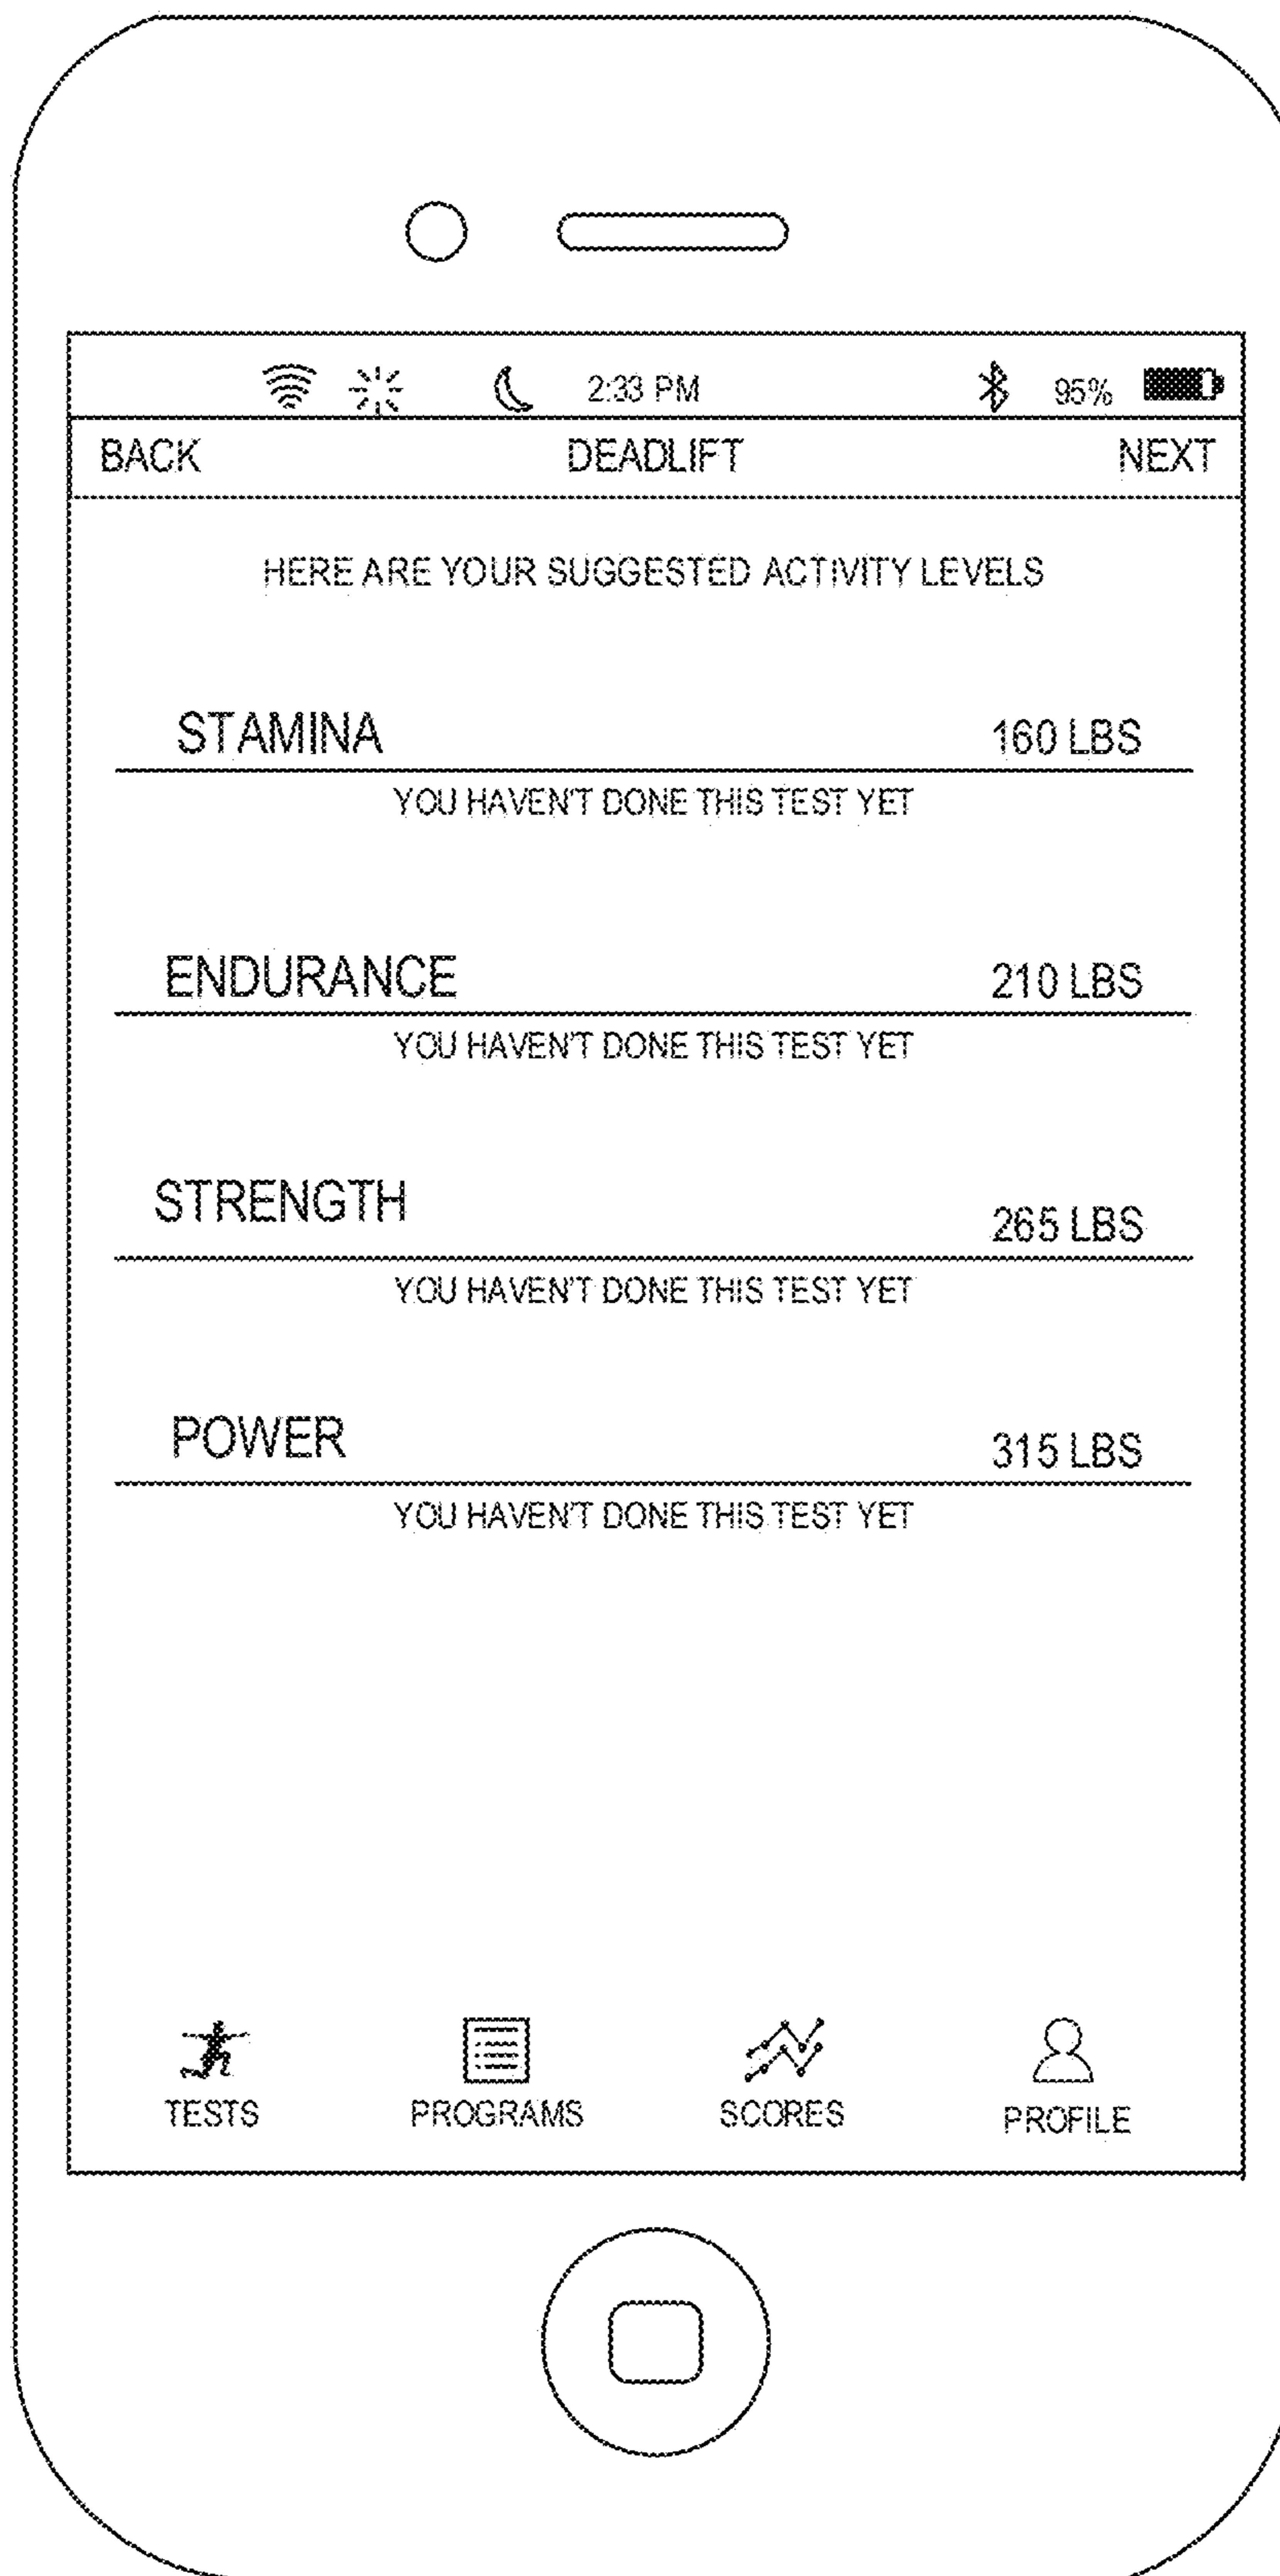 2:33 PM 95%
BACK DEADLIFT NEXT
HERE ARE YOUR SUGGESTED ACTIVITY LEVELS
STAMINA 160 LBS
YOU HAVEN'T DONE THIS TEST YET
ENDURANCE 210 LBS
YOU HAVEN'T DONE THIS TEST YET
STRENGTH 265 LBS
YOU HAVEN'T DONE THIS TEST YET
POWER 315 LBS
YOU HAVEN'T DONE THIS TEST YET
TESTS PROGRAMS SCORES PROFILE